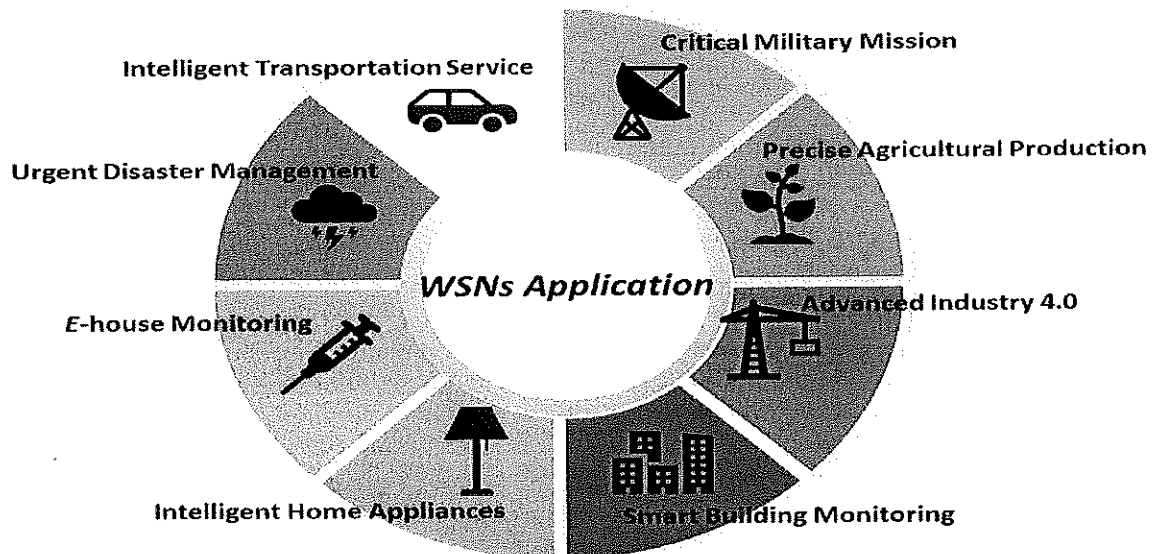 Critical Military Mission
Intelligent Transportation Service
Precise Agricultural Production
Urgent Disaster Management
WSNs Application
Advanced Industry 4.0
E-house Monitoring
Intelligent Home Appliances
Smart Building Monitoring